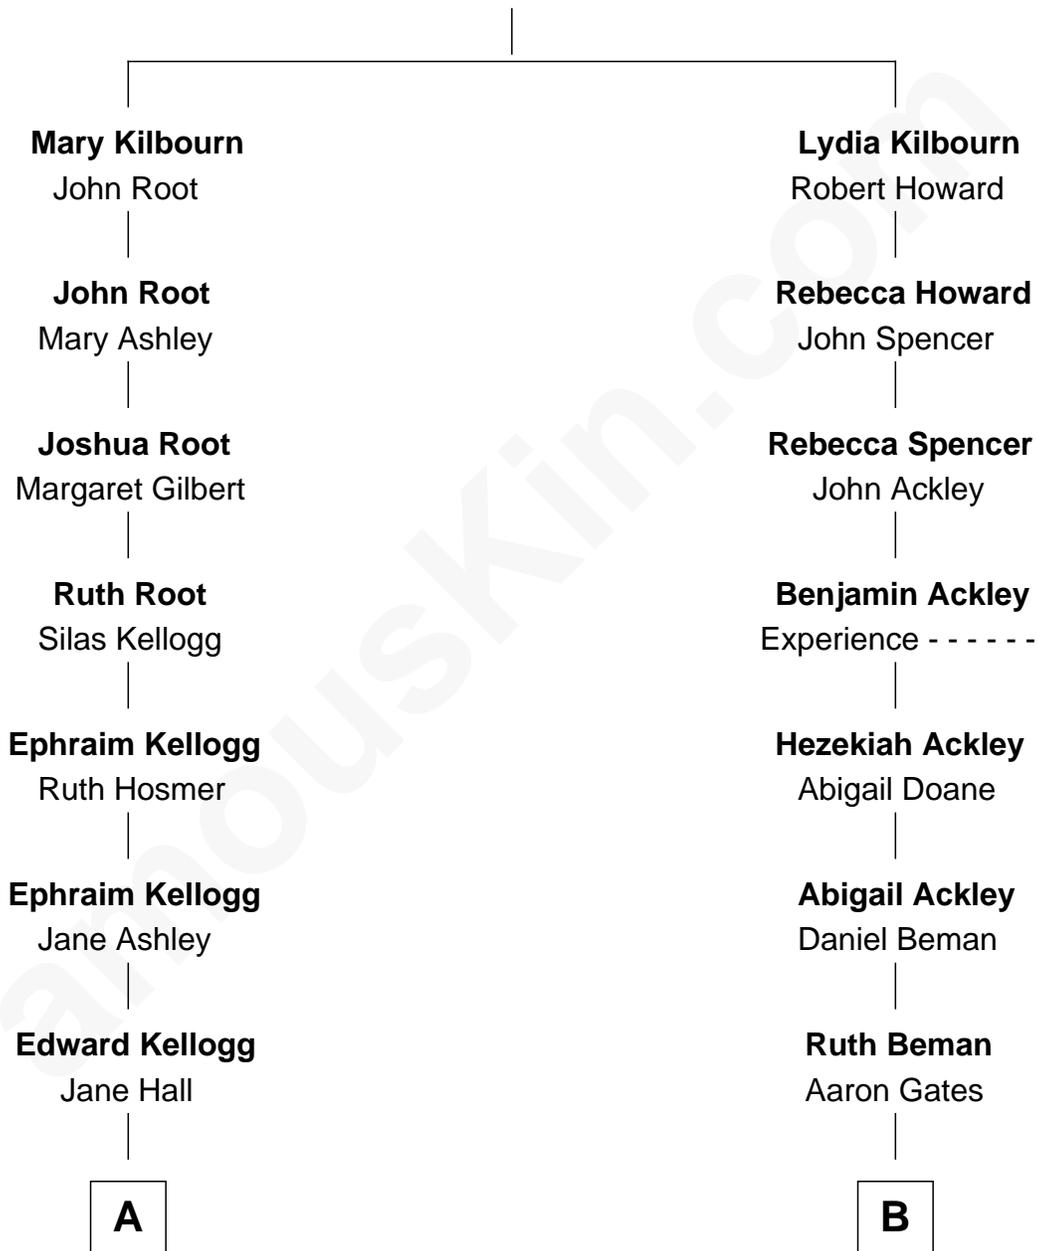 Mary Kilbourn
John Root
Lydia Kilbourn
Robert Howard
John Root
Mary Ashley
Rebecca Howard
John Spencer
Joshua Root
Margaret Gilbert
Rebecca Spencer
John Ackley
Ruth Root
Silas Kellogg
Benjamin Ackley
Experience - - - - - -
Ephraim Kellogg
Ruth Hosmer
Hezekiah Ackley
Abigail Doane
Ephraim Kellogg
Jane Ashley
Abigail Ackley
Daniel Beman
Edward Kellogg
Jane Hall
Ruth Beman
Aaron Gates
A
B
amouskin.com